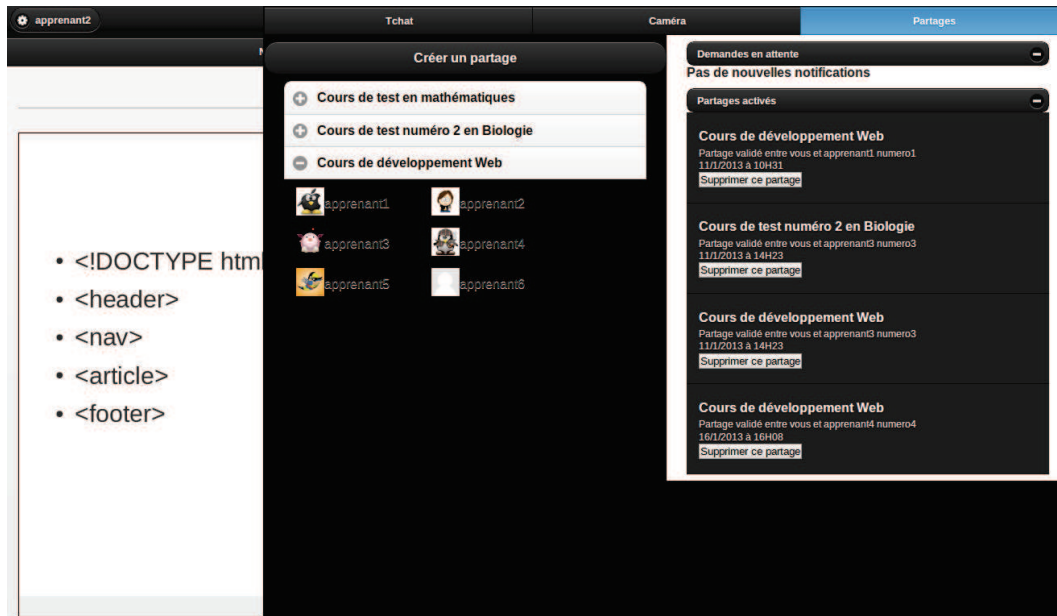 apprenant2
Tchat
Caméra
Partages
N
Créer un partage
Cours de test en mathématiques
Cours de test numéro 2 en Biologie
Cours de développement Web
apprenant1
apprenant2
apprenant3
apprenant4
apprenant5
apprenant6
• <!DOCTYPE html
• <header>
• <nav>
• <article>
• <footer>
Demandes en attente
Pas de nouvelles notifications
Partages activés
Cours de développement Web
Partage validé entre vous et apprenant1 numero1
11/1/2013 à 10H31
Supprimer ce partage
Cours de test numéro 2 en Biologie
Partage validé entre vous et apprenant3 numero3
11/1/2013 à 14H23
Supprimer ce partage
Cours de développement Web
Partage validé entre vous et apprenant3 numero3
11/1/2013 à 14H23
Supprimer ce partage
Cours de développement Web
Partage validé entre vous et apprenant4 numero4
16/1/2013 à 16H08
Supprimer ce partage